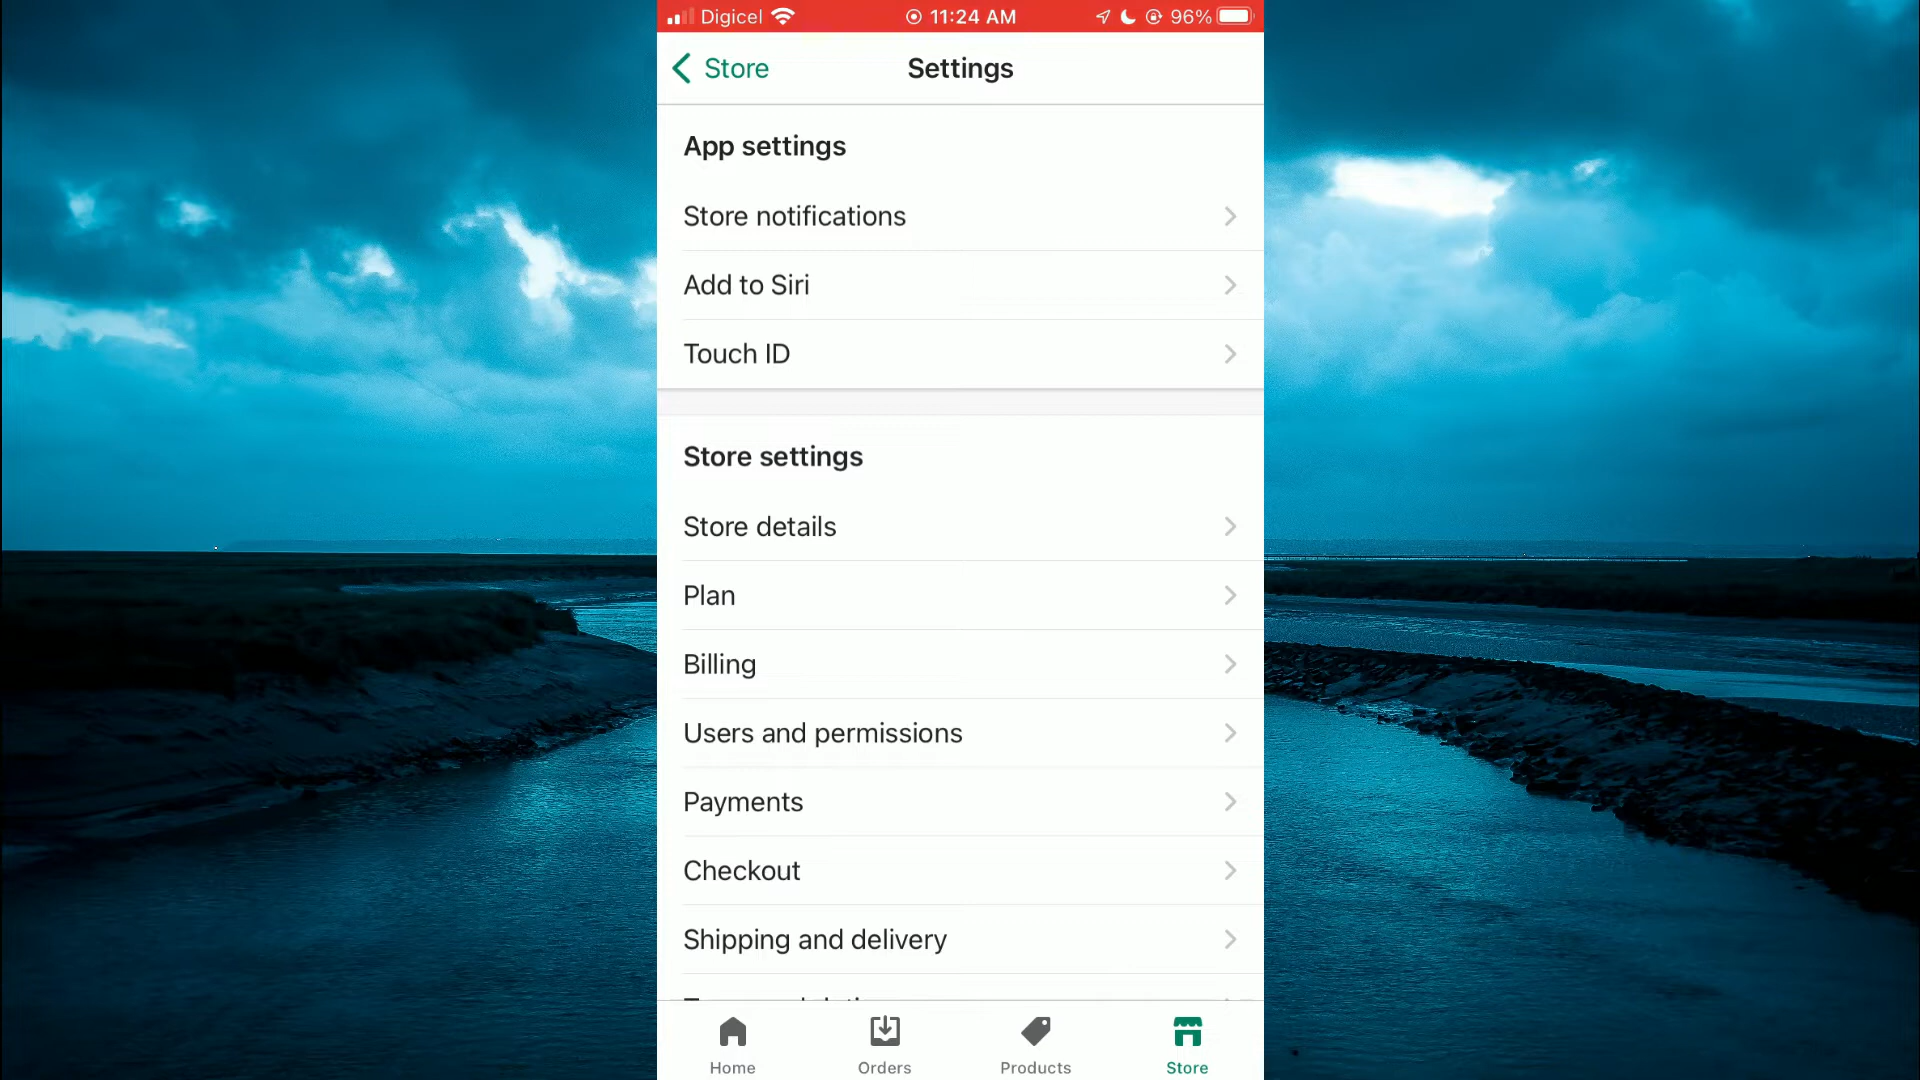 Digicel 11:24 AM 96%
Store Settings
App settings
Store notifications
Add to Siri
Touch ID
Store settings
Store details
Plan
Billing
Users and permissions
Payments
Checkout
Shipping and delivery
Home Orders Products Store